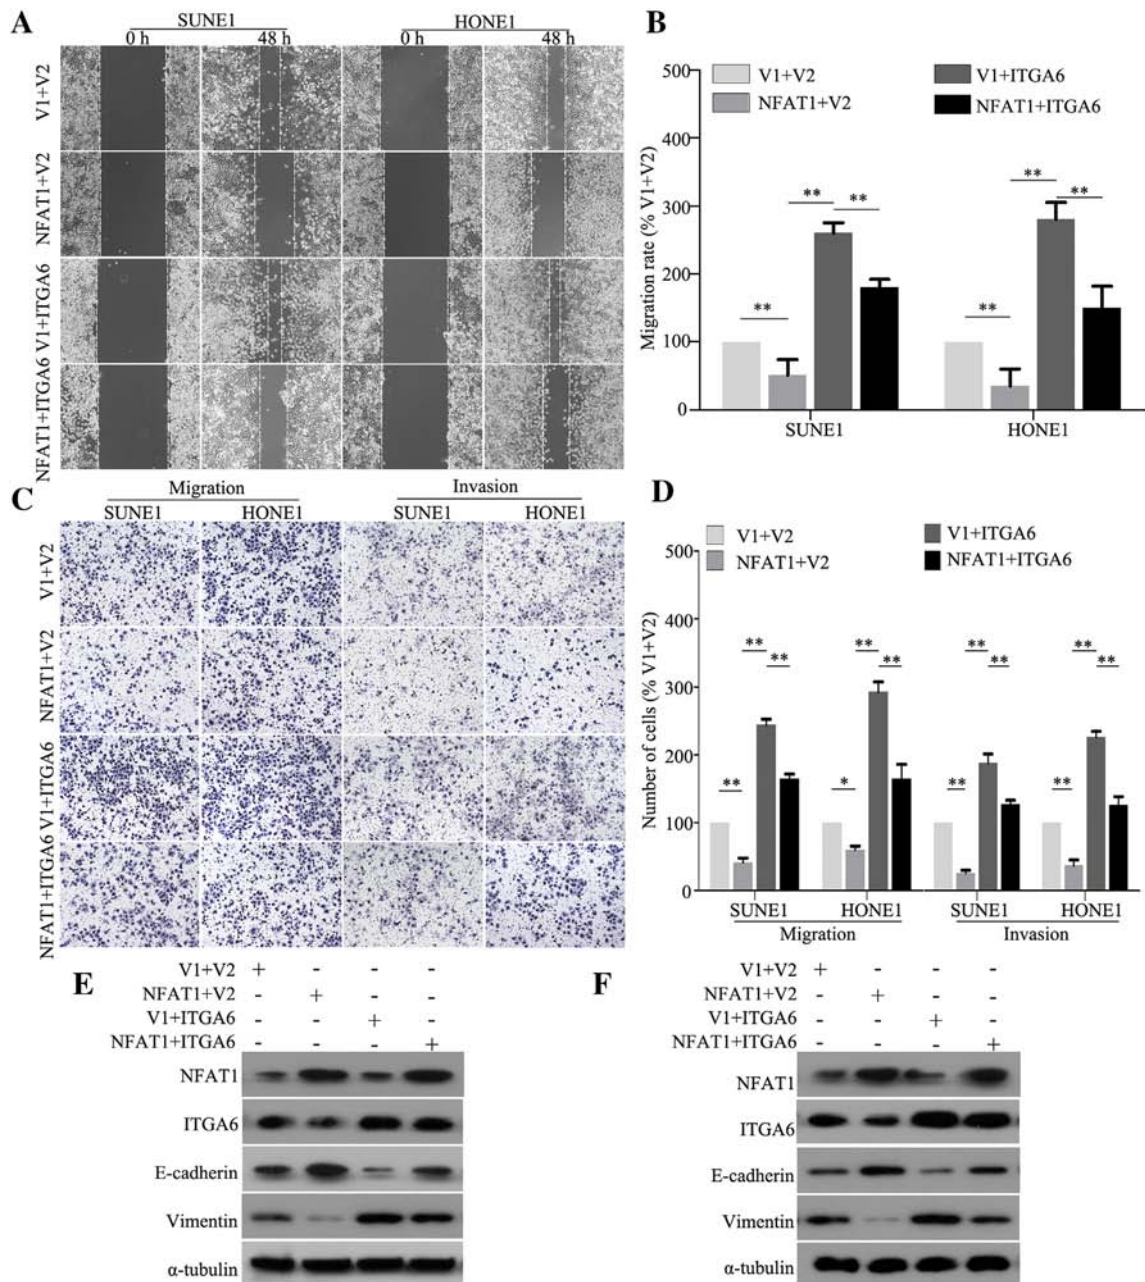 A
SUNE1
HONE1
0 h
48 h
0 h
48 h
V1+V2
NFAT1+V2
V1+ITGA6
NFAT1+ITGA6
B
V1+V2
V1+ITGA6
NFAT1+V2
NFAT1+ITGA6
Migration rate (% V1+V2)
500
400
300
200
100
0
** ** **
** ** **
SUNE1
HONE1
C
Migration
Invasion
SUNE1
HONE1
SUNE1
HONE1
V1+V2
NFAT1+V2
V1+ITGA6
NFAT1+ITGA6
D
V1+V2
V1+ITGA6
NFAT1+V2
NFAT1+ITGA6
Number of cells (% V1+V2)
500
400
300
200
100
0
** ** **
* ** **
** ** **
** ** **
SUNE1
HONE1
SUNE1
HONE1
Migration
Invasion
E
V1+V2 + - - -
NFAT1+V2 - + - -
V1+ITGA6 - - + -
NFAT1+ITGA6 - - - +
NFAT1
ITGA6
E-cadherin
Vimentin
α-tubulin
F
V1+V2 + - - -
NFAT1+V2 - + - -
V1+ITGA6 - - + -
NFAT1+ITGA6 - - - +
NFAT1
ITGA6
E-cadherin
Vimentin
α-tubulin